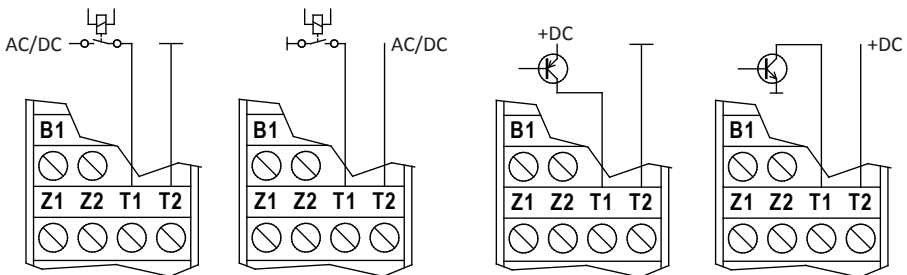 AC/DC
B1
Z1 Z2 T1 T2
AC/DC
B1
Z1 Z2 T1 T2
+DC
B1
Z1 Z2 T1 T2
+DC
B1
Z1 Z2 T1 T2